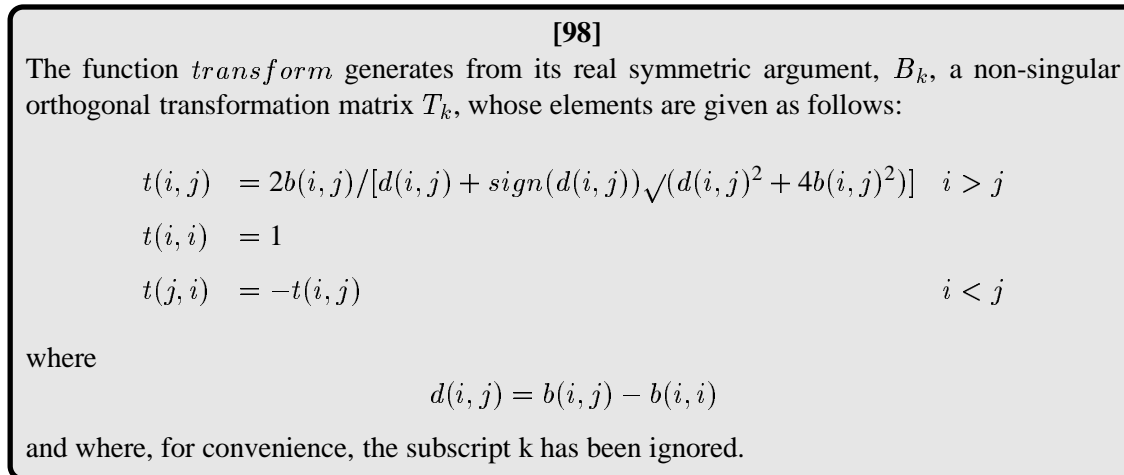 [98]
The function transform generates from its real symmetric argument, B_k, a non-singular
orthogonal transformation matrix T_k, whose elements are given as follows:
t(i, j) = 2b(i, j)/[d(i, j) + sign(d(i, j))√(d(i, j)^2 + 4b(i, j)^2)] i > j
t(i, i) = 1
t(j, i) = −t(i, j) i < j
where
d(i, j) = b(i, j) − b(i, i)
and where, for convenience, the subscript k has been ignored.